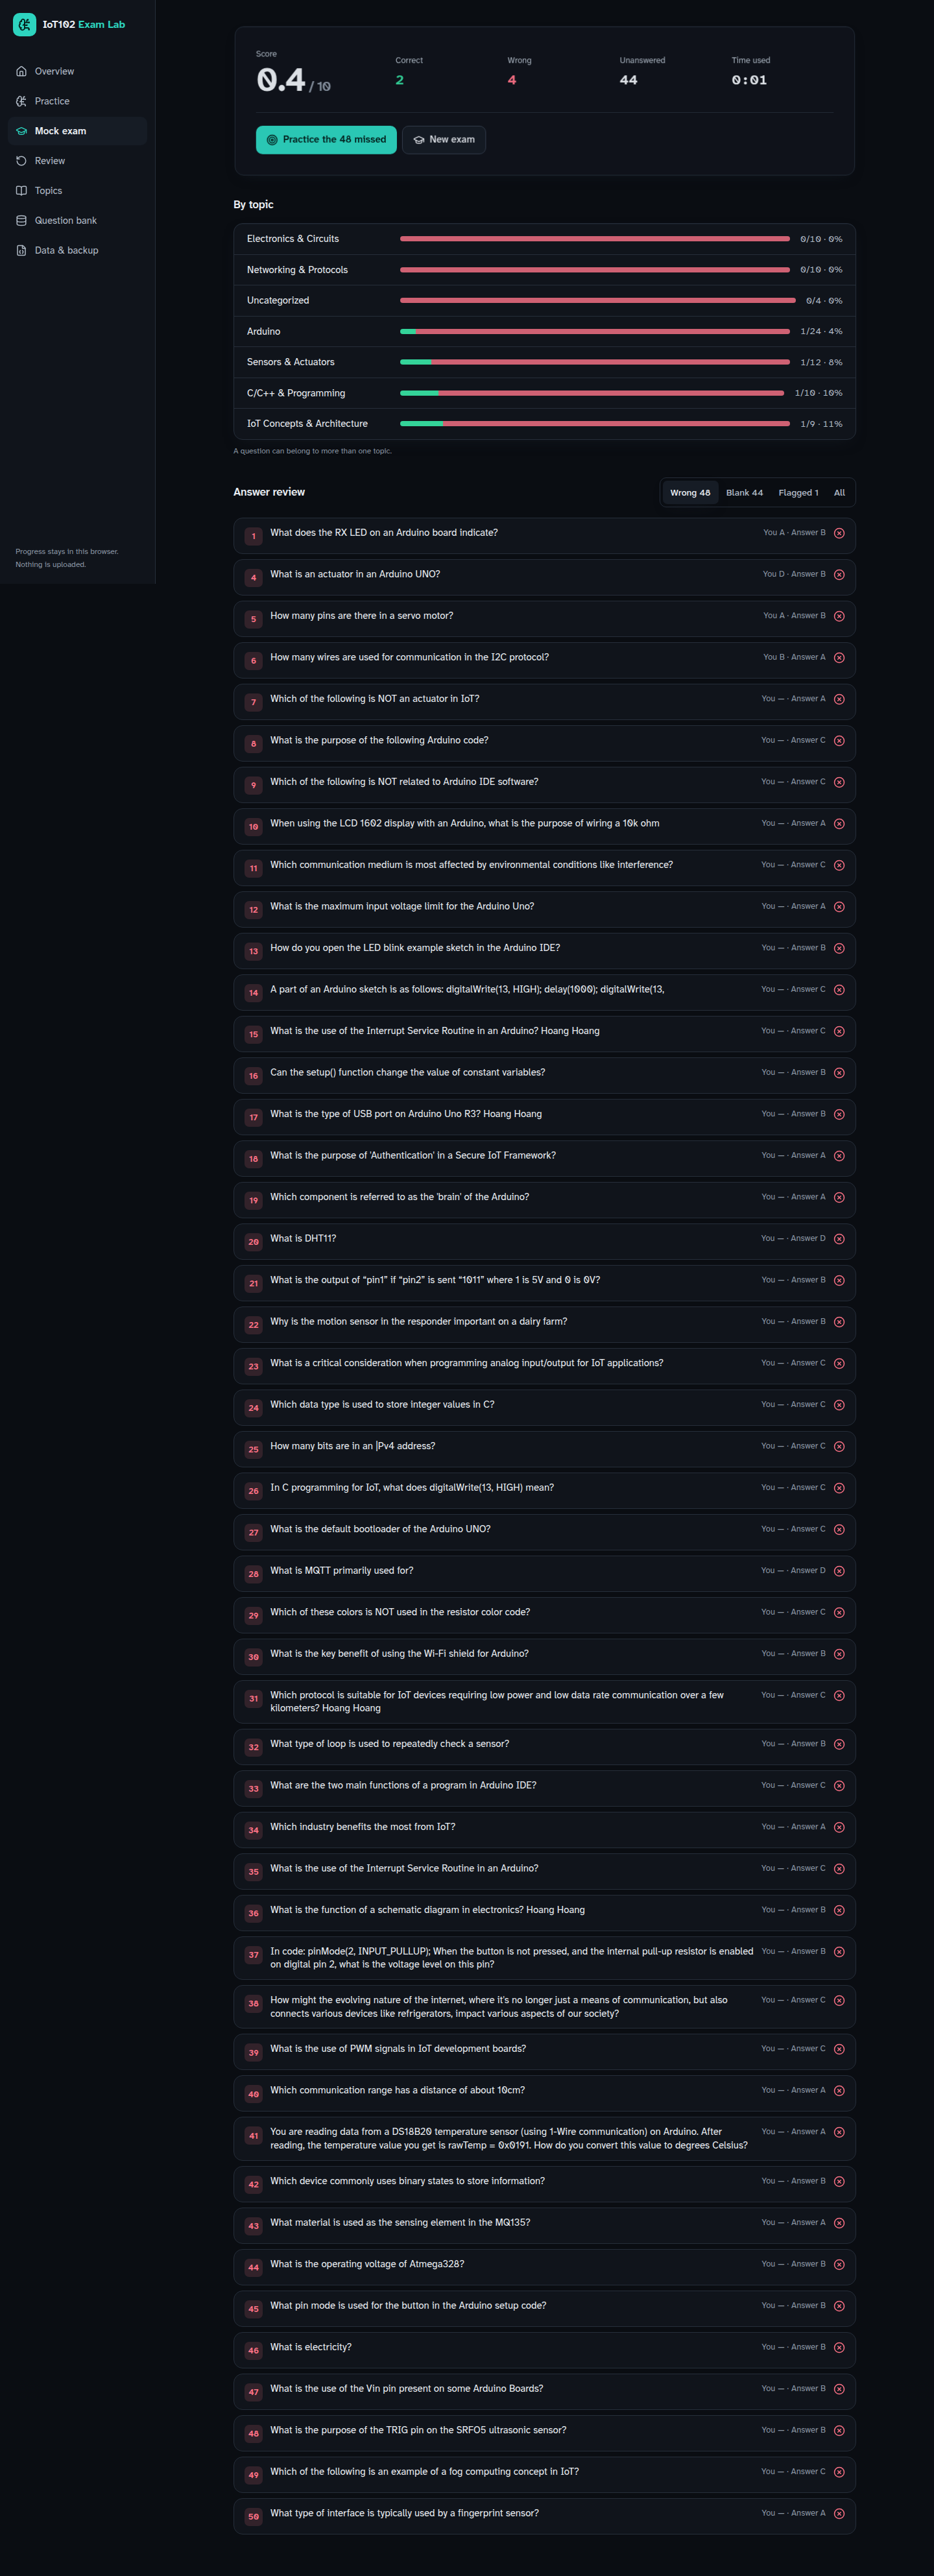 IoT102 Exam Lab
Overview
Practice
Mock exam
Review
Topics
Question bank
Data & backup
Progress stays in this browser.
Nothing is uploaded.
Score
0.4 / 10
Correct
2
Wrong
4
Unanswered
44
Time used
0:01
Practice the 48 missed
New exam
By topic
Electronics & Circuits 0/10 · 0%
Networking & Protocols 0/10 · 0%
Uncategorized 0/4 · 0%
Arduino 1/24 · 4%
Sensors & Actuators 1/12 · 8%
C/C++ & Programming 1/10 · 10%
IoT Concepts & Architecture 1/9 · 11%
A question can belong to more than one topic.
Answer review
Wrong 48 Blank 44 Flagged 1 All
1 What does the RX LED on an Arduino board indicate? You A · Answer B
4 What is an actuator in an Arduino UNO? You D · Answer B
5 How many pins are there in a servo motor? You A · Answer B
6 How many wires are used for communication in the I2C protocol? You B · Answer A
7 Which of the following is NOT an actuator in IoT? You — · Answer A
8 What is the purpose of the following Arduino code? You — · Answer C
9 Which of the following is NOT related to Arduino IDE software? You — · Answer C
10 When using the LCD 1602 display with an Arduino, what is the purpose of wiring a 10k ohm You — · Answer A
11 Which communication medium is most affected by environmental conditions like interference? You — · Answer C
12 What is the maximum input voltage limit for the Arduino Uno? You — · Answer A
13 How do you open the LED blink example sketch in the Arduino IDE? You — · Answer B
14 A part of an Arduino sketch is as follows: digitalWrite(13, HIGH); delay(1000); digitalWrite(13, You — · Answer C
15 What is the use of the Interrupt Service Routine in an Arduino? Hoang Hoang You — · Answer C
16 Can the setup() function change the value of constant variables? You — · Answer B
17 What is the type of USB port on Arduino Uno R3? Hoang Hoang You — · Answer B
18 What is the purpose of 'Authentication' in a Secure IoT Framework? You — · Answer A
19 Which component is referred to as the 'brain' of the Arduino? You — · Answer A
20 What is DHT11? You — · Answer D
21 What is the output of “pin1” if “pin2” is sent “1011” where 1 is 5V and 0 is 0V? You — · Answer B
22 Why is the motion sensor in the responder important on a dairy farm? You — · Answer B
23 What is a critical consideration when programming analog input/output for IoT applications? You — · Answer C
24 Which data type is used to store integer values in C? You — · Answer C
25 How many bits are in an |Pv4 address? You — · Answer C
26 In C programming for IoT, what does digitalWrite(13, HIGH) mean? You — · Answer C
27 What is the default bootloader of the Arduino UNO? You — · Answer C
28 What is MQTT primarily used for? You — · Answer D
29 Which of these colors is NOT used in the resistor color code? You — · Answer C
30 What is the key benefit of using the Wi-Fi shield for Arduino? You — · Answer B
31 Which protocol is suitable for IoT devices requiring low power and low data rate communication over a few You — · Answer C
kilometers? Hoang Hoang
32 What type of loop is used to repeatedly check a sensor? You — · Answer B
33 What are the two main functions of a program in Arduino IDE? You — · Answer C
34 Which industry benefits the most from IoT? You — · Answer A
35 What is the use of the Interrupt Service Routine in an Arduino? You — · Answer C
36 What is the function of a schematic diagram in electronics? Hoang Hoang You — · Answer B
37 In code: pinMode(2, INPUT_PULLUP); When the button is not pressed, and the internal pull-up resistor is enabled You — · Answer B
on digital pin 2, what is the voltage level on this pin?
38 How might the evolving nature of the internet, where it's no longer just a means of communication, but also You — · Answer C
connects various devices like refrigerators, impact various aspects of our society?
39 What is the use of PWM signals in IoT development boards? You — · Answer C
40 Which communication range has a distance of about 10cm? You — · Answer A
41 You are reading data from a DS18B20 temperature sensor (using 1-Wire communication) on Arduino. After You — · Answer A
reading, the temperature value you get is rawTemp = 0x0191. How do you convert this value to degrees Celsius?
42 Which device commonly uses binary states to store information? You — · Answer B
43 What material is used as the sensing element in the MQ135? You — · Answer A
44 What is the operating voltage of Atmega328? You — · Answer B
45 What pin mode is used for the button in the Arduino setup code? You — · Answer B
46 What is electricity? You — · Answer B
47 What is the use of the Vin pin present on some Arduino Boards? You — · Answer B
48 What is the purpose of the TRIG pin on the SRFO5 ultrasonic sensor? You — · Answer B
49 Which of the following is an example of a fog computing concept in IoT? You — · Answer C
50 What type of interface is typically used by a fingerprint sensor? You — · Answer A